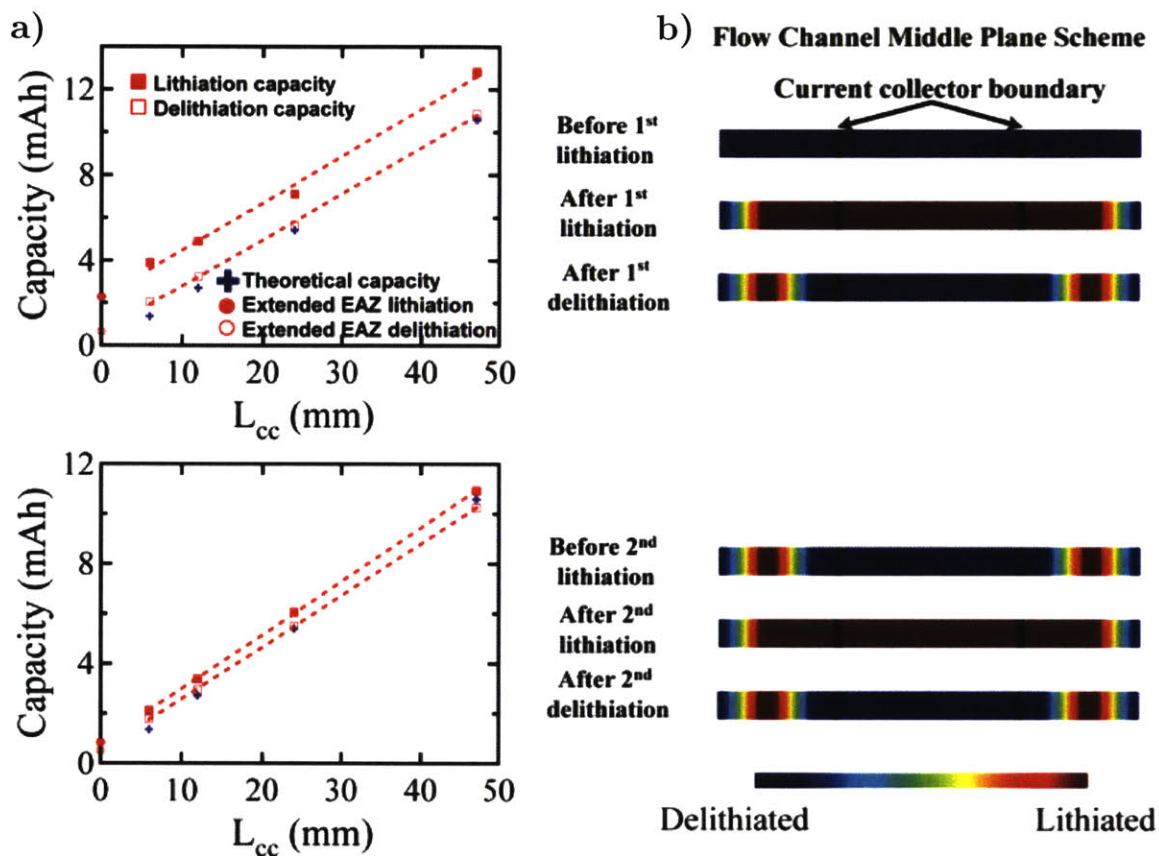 a)
Capacity (mAh)
12
8
4
0
Lithiation capacity
Delithiation capacity
Theoretical capacity
Extended EAZ lithiation
Extended EAZ delithiation
0 10 20 30 40 50
L_cc (mm)
Capacity (mAh)
12
8
4
0
0 10 20 30 40 50
L_cc (mm)
b) Flow Channel Middle Plane Scheme
Current collector boundary
Before 1st
lithiation
After 1st
lithiation
After 1st
delithiation
Before 2nd
lithiation
After 2nd
lithiation
After 2nd
delithiation
Delithiated Lithiated